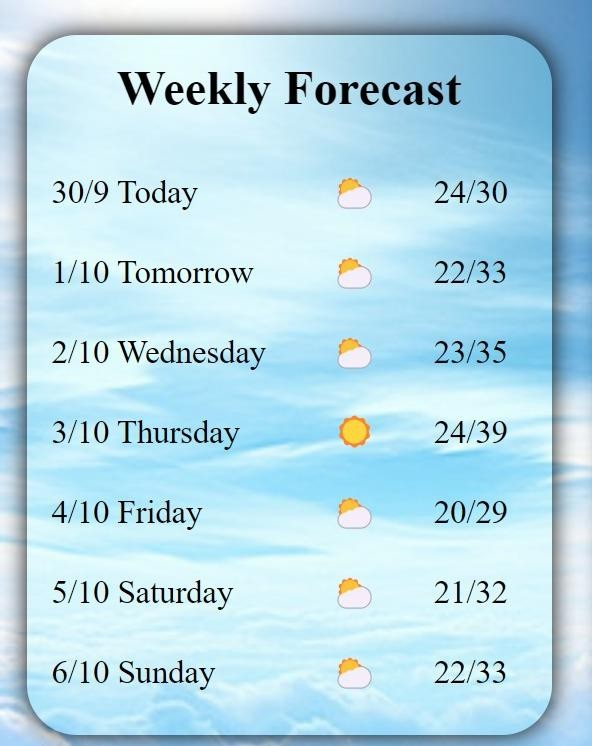 Weekly Forecast
30/9 Today 24/30
1/10 Tomorrow 22/33
2/10 Wednesday 23/35
3/10 Thursday 24/39
4/10 Friday 20/29
5/10 Saturday 21/32
6/10 Sunday 22/33